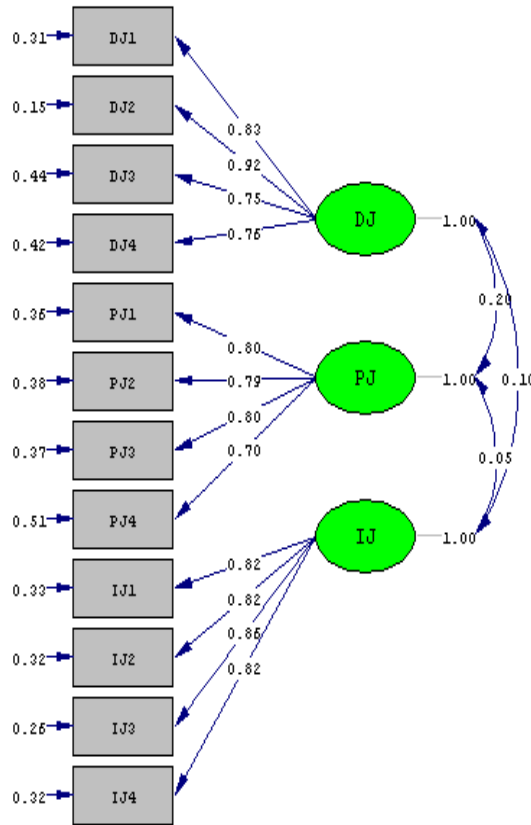 0.31 DJ1
0.15 DJ2
0.83
0.92
0.44 DJ3
0.75
0.42 DJ4
0.76
DJ 1.00
0.20
0.36 PJ1
0.80
0.38 PJ2
0.79
PJ 1.00 0.10
0.80
0.37 PJ3
0.70
0.05
0.51 PJ4
IJ 1.00
0.33 IJ1
0.82
0.82
0.32 IJ2
0.86
0.82
0.26 IJ3
0.32 IJ4